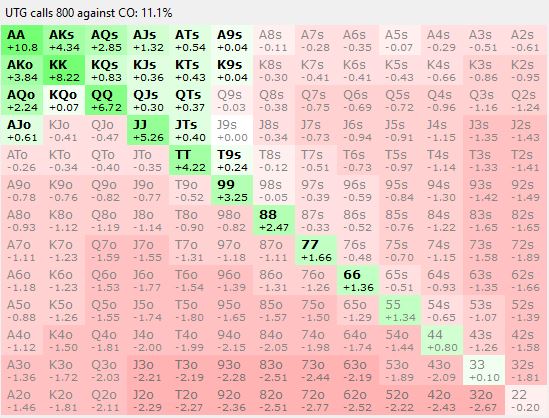 UTG calls 800 against CO: 11.1%
AA AKs AQs AJs ATs A9s A8s A7s A6s A5s A4s A3s A2s
+10.8 +4.34 +2.85 +1.32 +0.54 +0.04 -0.11 -0.28 -0.35 -0.07 -0.29 -0.51 -0.61
AKo KK KQs KJs KTs K9s K8s K7s K6s K5s K4s K3s K2s
+3.84 +8.22 +0.83 +0.36 +0.43 +0.04 -0.30 -0.41 -0.41 -0.43 -0.66 -0.86 -0.95
AQo KQo QQ QJs QTs Q9s Q8s Q7s Q6s Q5s Q4s Q3s Q2s
+2.24 +0.07 +6.72 +0.30 +0.37 -0.03 -0.38 -0.75 -0.69 -0.72 -0.96 -1.16 -1.24
AJo KJo QJo JJ JTs J9s J8s J7s J6s J5s J4s J3s J2s
+0.61 -0.41 -0.47 +5.26 +0.40 0.00 -0.34 -0.73 -0.94 -0.91 -1.15 -1.35 -1.43
ATo KTo QTo JTo TT T9s T8s T7s T6s T5s T4s T3s T2s
-0.26 -0.34 -0.40 -0.35 +4.22 +0.24 -0.12 -0.51 -0.73 -0.97 -1.14 -1.33 -1.41
A9o K9o Q9o J9o T9o 99 98s 97s 96s 95s 94s 93s 92s
-0.78 -0.76 -0.82 -0.77 -0.52 +3.25 -0.05 -0.39 -0.59 -0.84 -1.30 -1.42 -1.49
A8o K8o Q8o J8o T8o 98o 88 87s 86s 85s 84s 83s 82s
-0.93 -1.12 -1.19 -1.14 -0.90 -0.82 +2.47 -0.33 -0.52 -0.76 -1.22 -1.65 -1.65
A7o K7o Q7o J7o T7o 97o 87o 77 76s 75s 74s 73s 72s
-1.11 -1.23 -1.59 -1.55 -1.31 -1.18 -1.11 +1.66 -0.48 -0.70 -1.15 -1.58 -1.89
A6o K6o Q6o J6o T6o 96o 86o 76o 66 65s 64s 63s 62s
-1.18 -1.23 -1.53 -1.77 -1.54 -1.39 -1.31 -1.26 +1.36 -0.51 -0.93 -1.35 -1.66
A5o K5o Q5o J5o T5o 95o 85o 75o 65o 55 54s 53s 52s
-0.88 -1.26 -1.55 -1.74 -1.80 -1.65 -1.57 -1.50 -1.29 +1.34 -0.65 -1.07 -1.39
A4o K4o Q4o J4o T4o 94o 84o 74o 64o 54o 44 43s 42s
-1.12 -1.50 -1.81 -2.00 -1.99 -2.15 -2.05 -1.98 -1.74 -1.44 +0.80 -1.26 -1.58
A3o K3o Q3o J3o T3o 93o 83o 73o 63o 53o 43o 33 32s
-1.36 -1.72 -2.03 -2.21 -2.19 -2.28 -2.51 -2.44 -2.19 -1.89 -2.09 +0.10 -1.81
A2o K2o Q2o J2o T2o 92o 82o 72o 62o 52o 42o 32o 22
-1.46 -1.81 -2.11 -2.29 -2.27 -2.36 -2.51 -2.77 -2.52 -2.22 -2.43 -2.67 -0.20